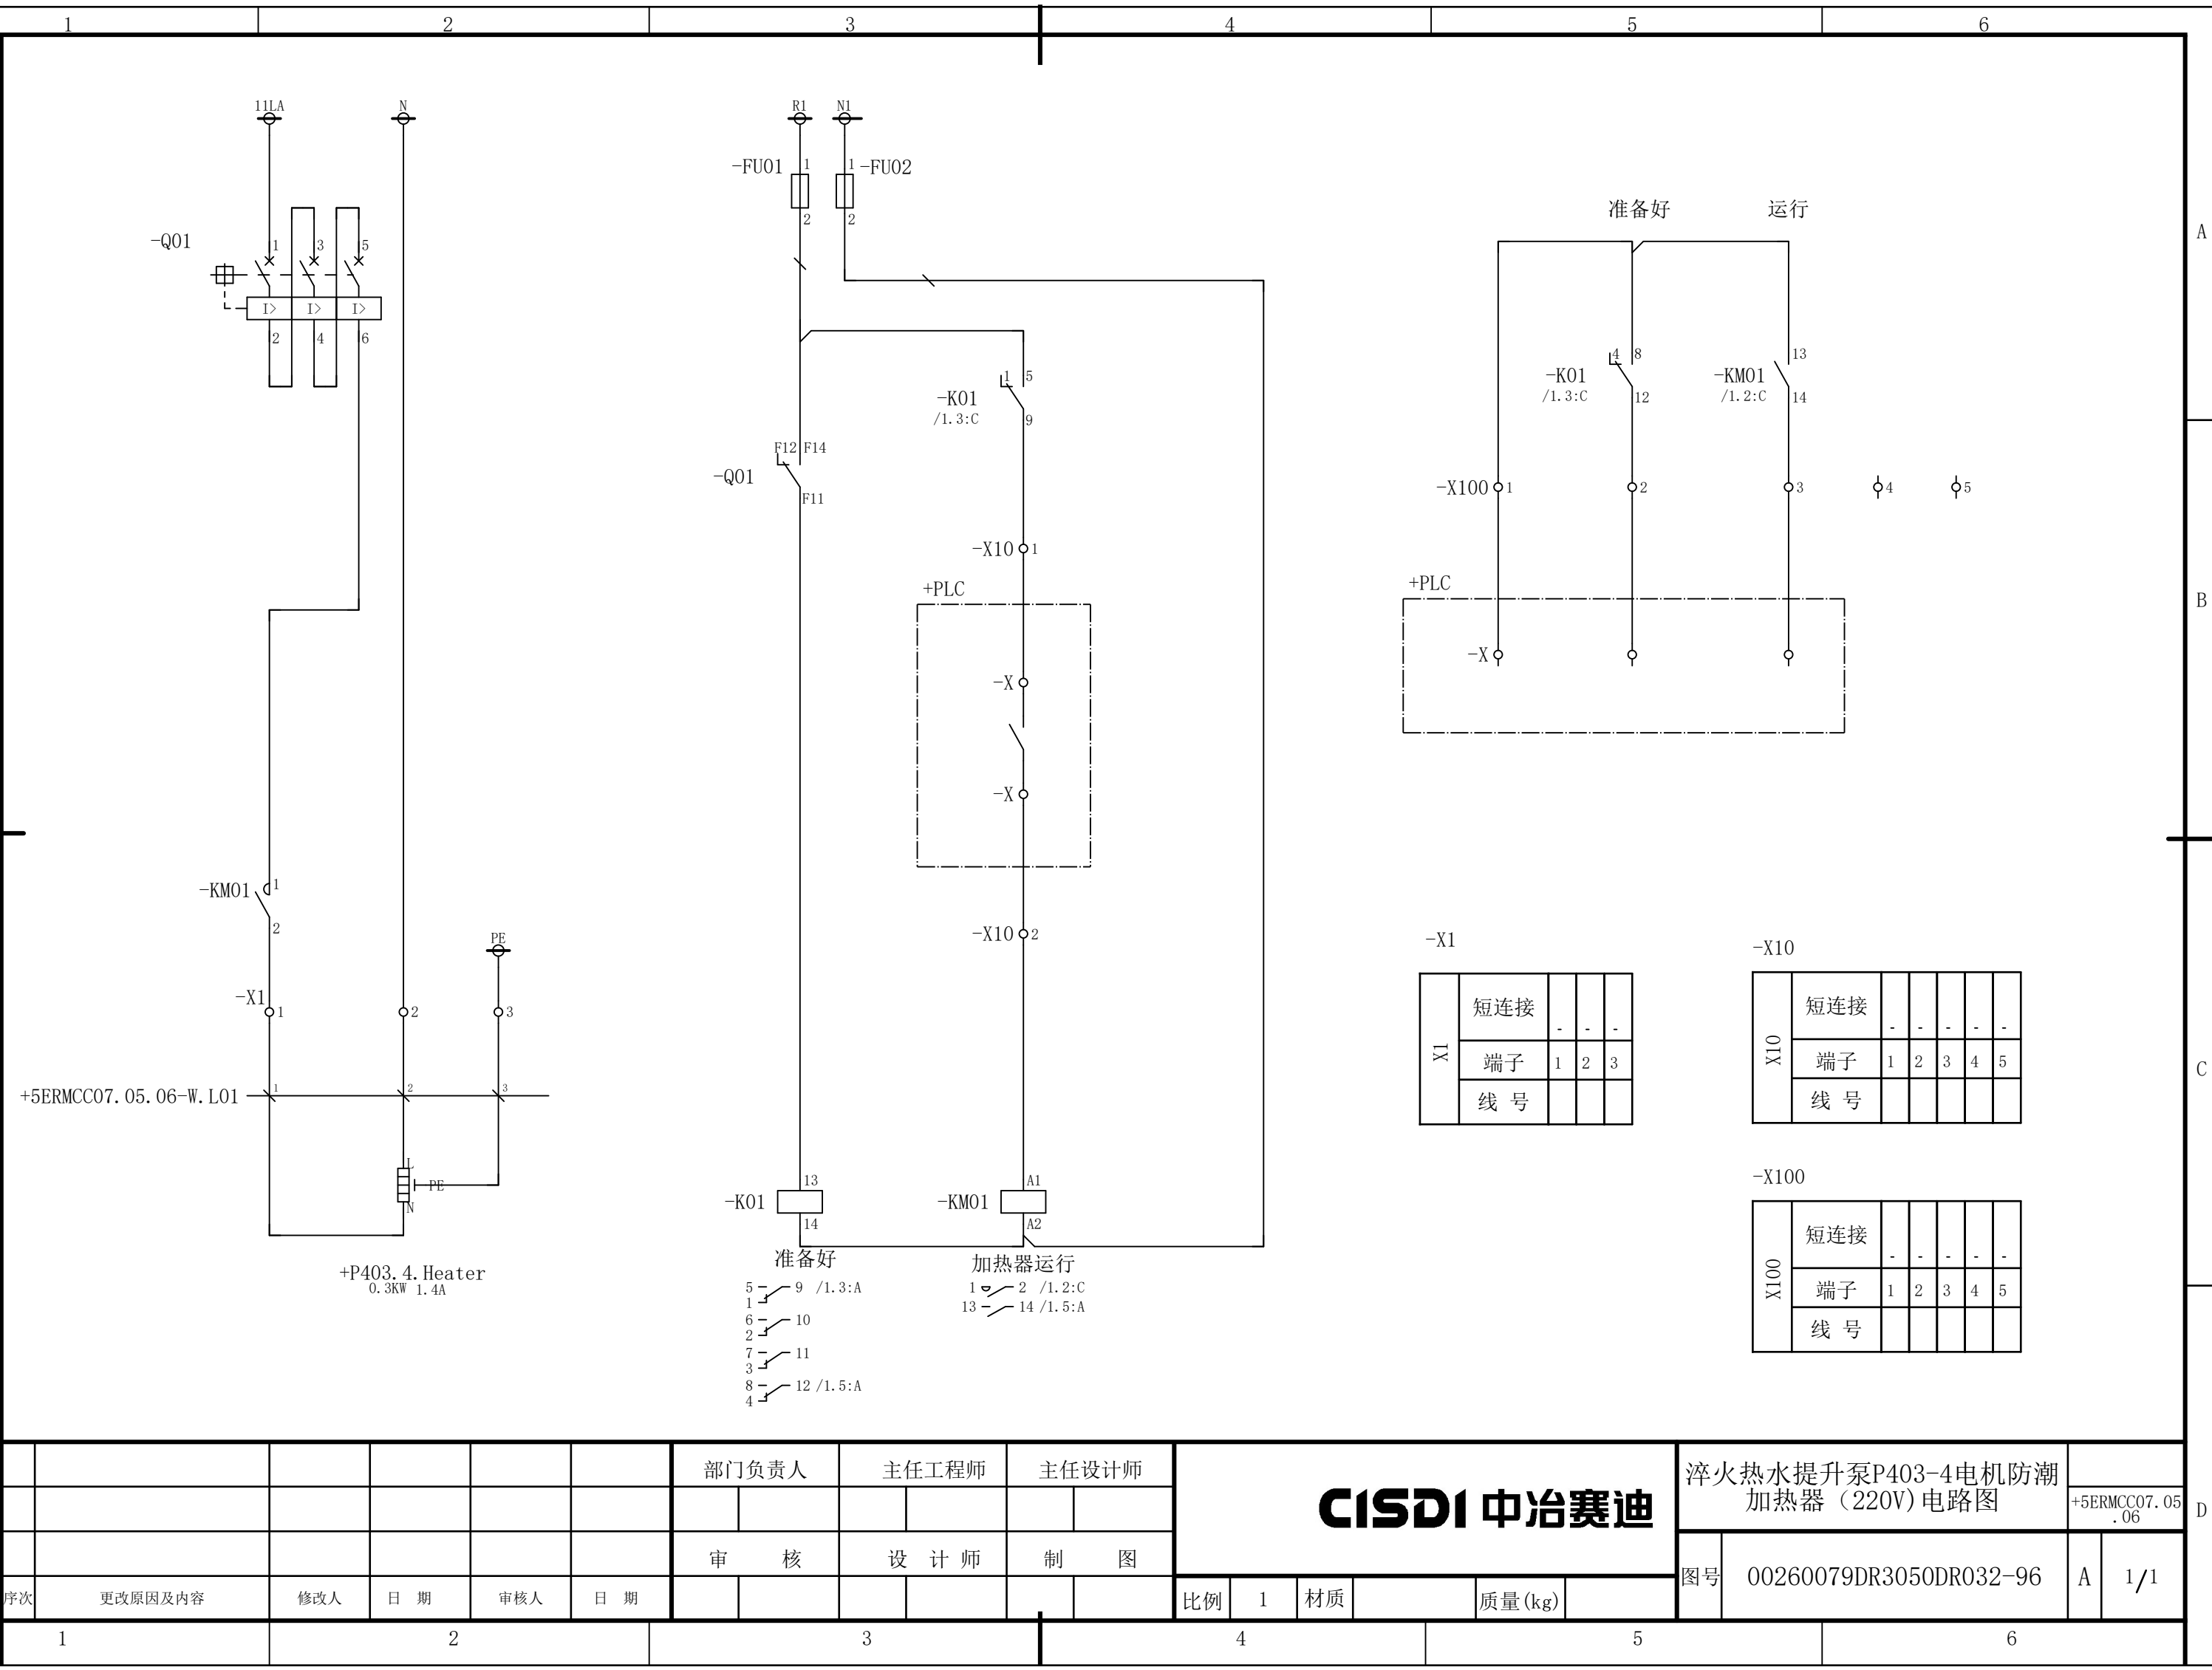 1 2 3 4 5 6
11LA N R1 N1
-FU01 1 1 -FU02
2 2
准备好 运行
A
-Q01 1 3 5
I> I> I>
2 4 6
4 8 13
-K01 -KM01
/1.3:C 12 /1.2:C 14
1 5
-K01
/1.3:C 9
F12 F14
-Q01
F11
-X100 1 2 3 4 5
-X10 1
+PLC +PLC
B
-X
-X
-X
-KM01 1
2
-X10 2
PE
-X1
1 2 3
+5ERMCC07.05.06-W.L01 1 2 3
L
PE
N
+P403.4.Heater
0.3KW 1.4A
13 A1
-K01 -KM01
14 A2
准备好 加热器运行
5 9 /1.3:A
1
6 10
2
7 11
3
8 12 /1.5:A
4
1 2 /1.2:C
13 14 /1.5:A
-X1
X1
短连接 - - -
端子 1 2 3
线 号
-X10
X10
短连接 - - - - -
端子 1 2 3 4 5
线 号
C
-X100
X100
短连接 - - - - -
端子 1 2 3 4 5
线 号
部门负责人 主任工程师 主任设计师
审 核 设 计 师 制 图
序次 更改原因及内容 修改人 日 期 审核人 日 期
CISDI 中冶赛迪
比例 1 材质 质量(kg)
淬火热水提升泵P403-4电机防潮
加热器（220V)电路图
+5ERMCC07.05
.06
D
图号 00260079DR3050DR032-96 A 1/1
1 2 3 4 5 6